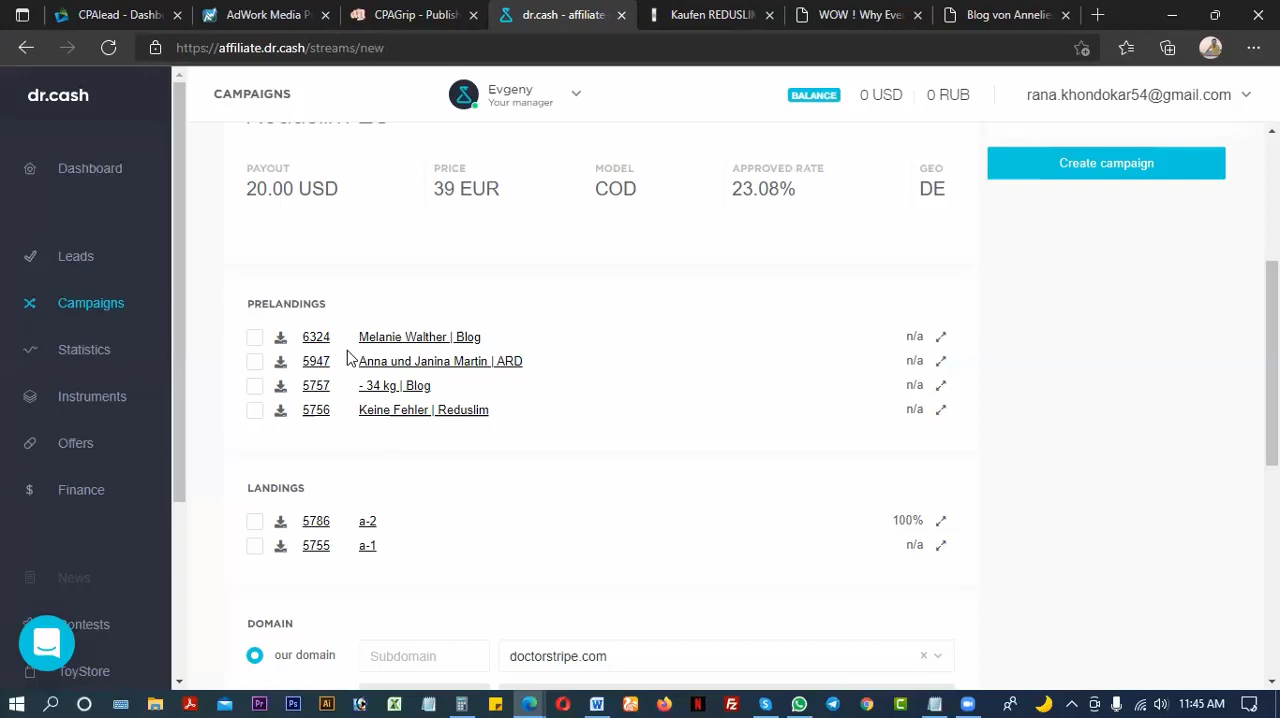 CPAlead - Dashb
AdWork Media P
CPAGrip - Publish
dr.cash - affiliate
Kaufen REDUSLIM
WOW ! Why Eve
Blog von Annelie
https://affiliate.dr.cash/streams/new
dr.cash
CAMPAIGNS
Evgeny
Your manager
BALANCE
0 USD
0 RUB
rana.khondokar54@gmail.com
Dashboard
Leads
Campaigns
Statistics
Instruments
Offers
Finance
News
Contests
ToyStore
PAYOUT
20.00 USD
PRICE
39 EUR
MODEL
COD
APPROVED RATE
23.08%
GEO
DE
Create campaign
PRELANDINGS
6324 Melanie Walther | Blog n/a
5947 Anna und Janina Martin | ARD n/a
5757 - 34 kg | Blog n/a
5756 Keine Fehler | Reduslim n/a
LANDINGS
5786 a-2 100%
5755 a-1 n/a
DOMAIN
our domain Subdomain doctorstripe.com
11:45 AM